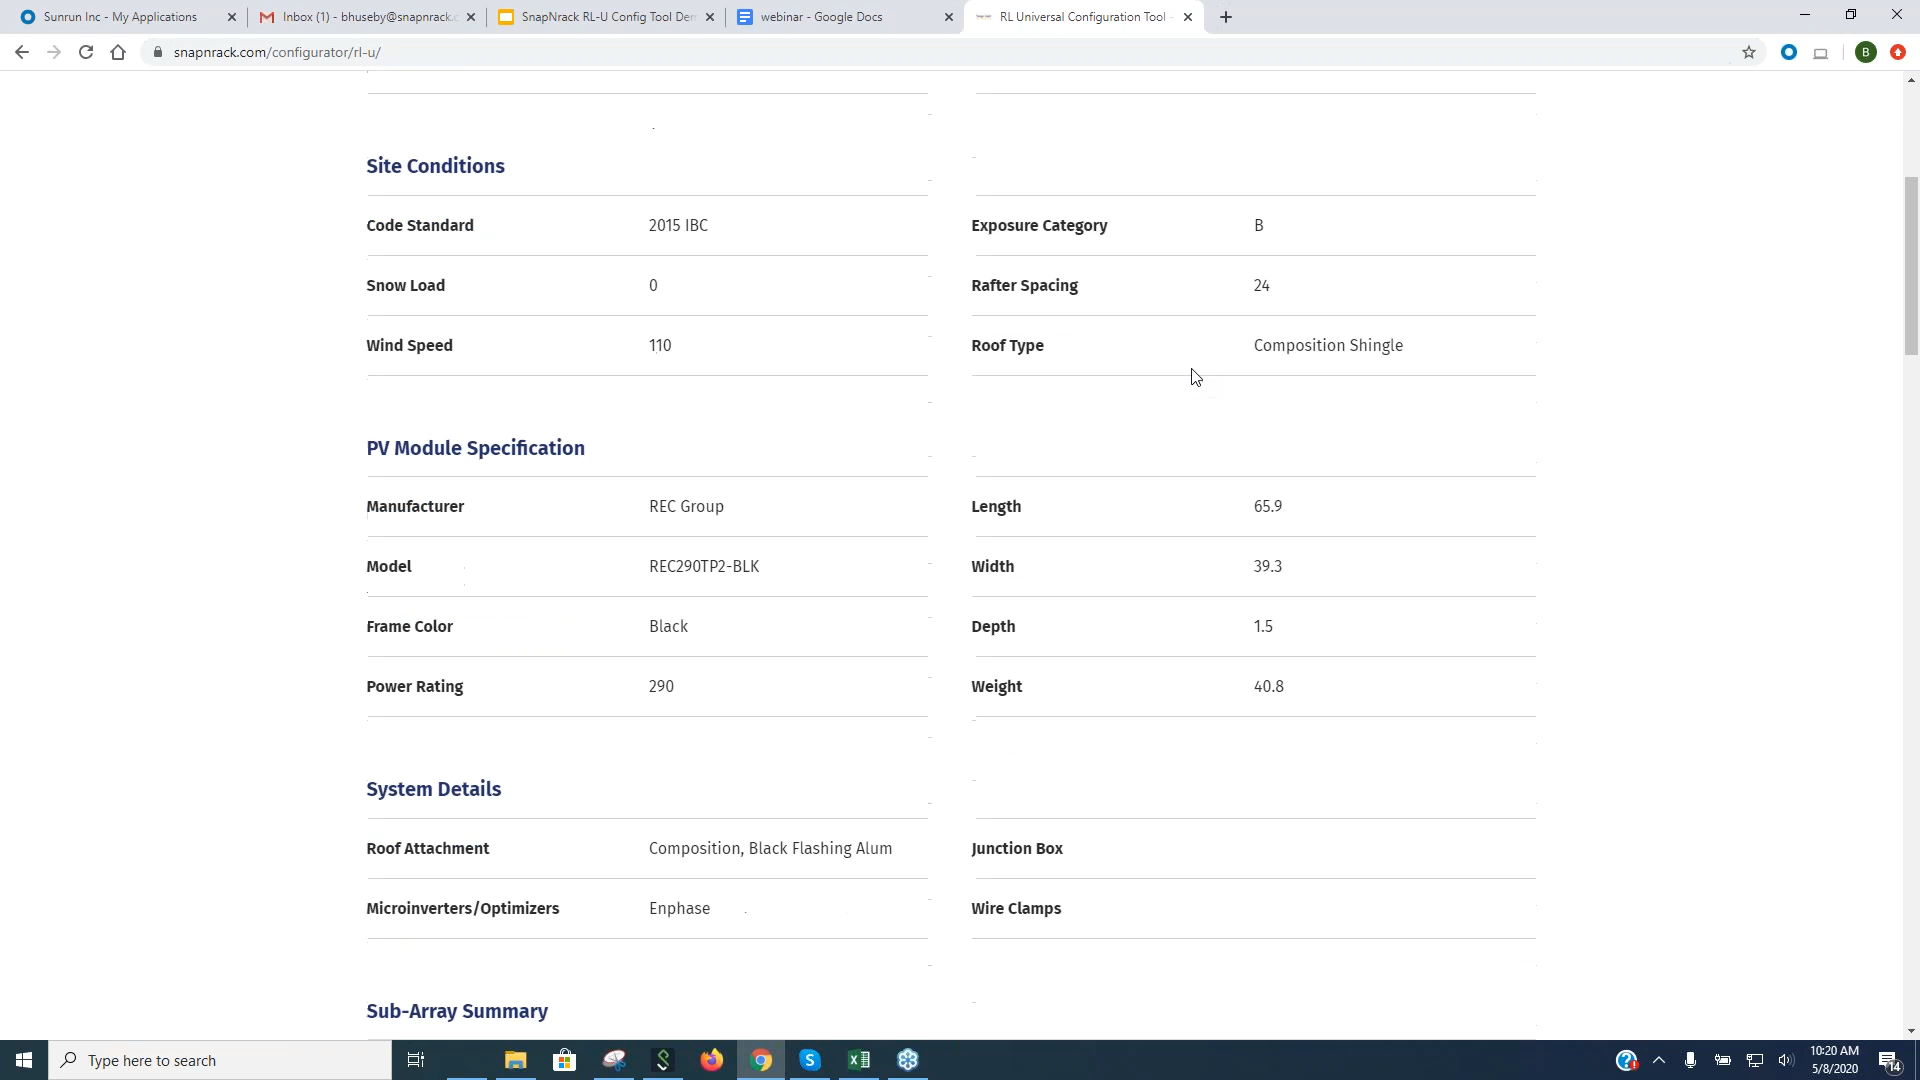 Sunrun Inc - My Applications
Inbox (1) - bhuseby@snapnrack.c
SnapNrack RL-U Config Tool Den
webinar - Google Docs
RL Universal Configuration Tool -
snapnrack.com/configurator/rl-u/
B
Site Conditions
Code Standard 2015 IBC Exposure Category B
Snow Load 0 Rafter Spacing 24
Wind Speed 110 Roof Type Composition Shingle
PV Module Specification
Manufacturer REC Group Length 65.9
Model REC290TP2-BLK Width 39.3
Frame Color Black Depth 1.5
Power Rating 290 Weight 40.8
System Details
Roof Attachment Composition, Black Flashing Alum Junction Box
Microinverters/Optimizers Enphase Wire Clamps
Sub-Array Summary
Type here to search
10:20 AM
5/8/2020
14